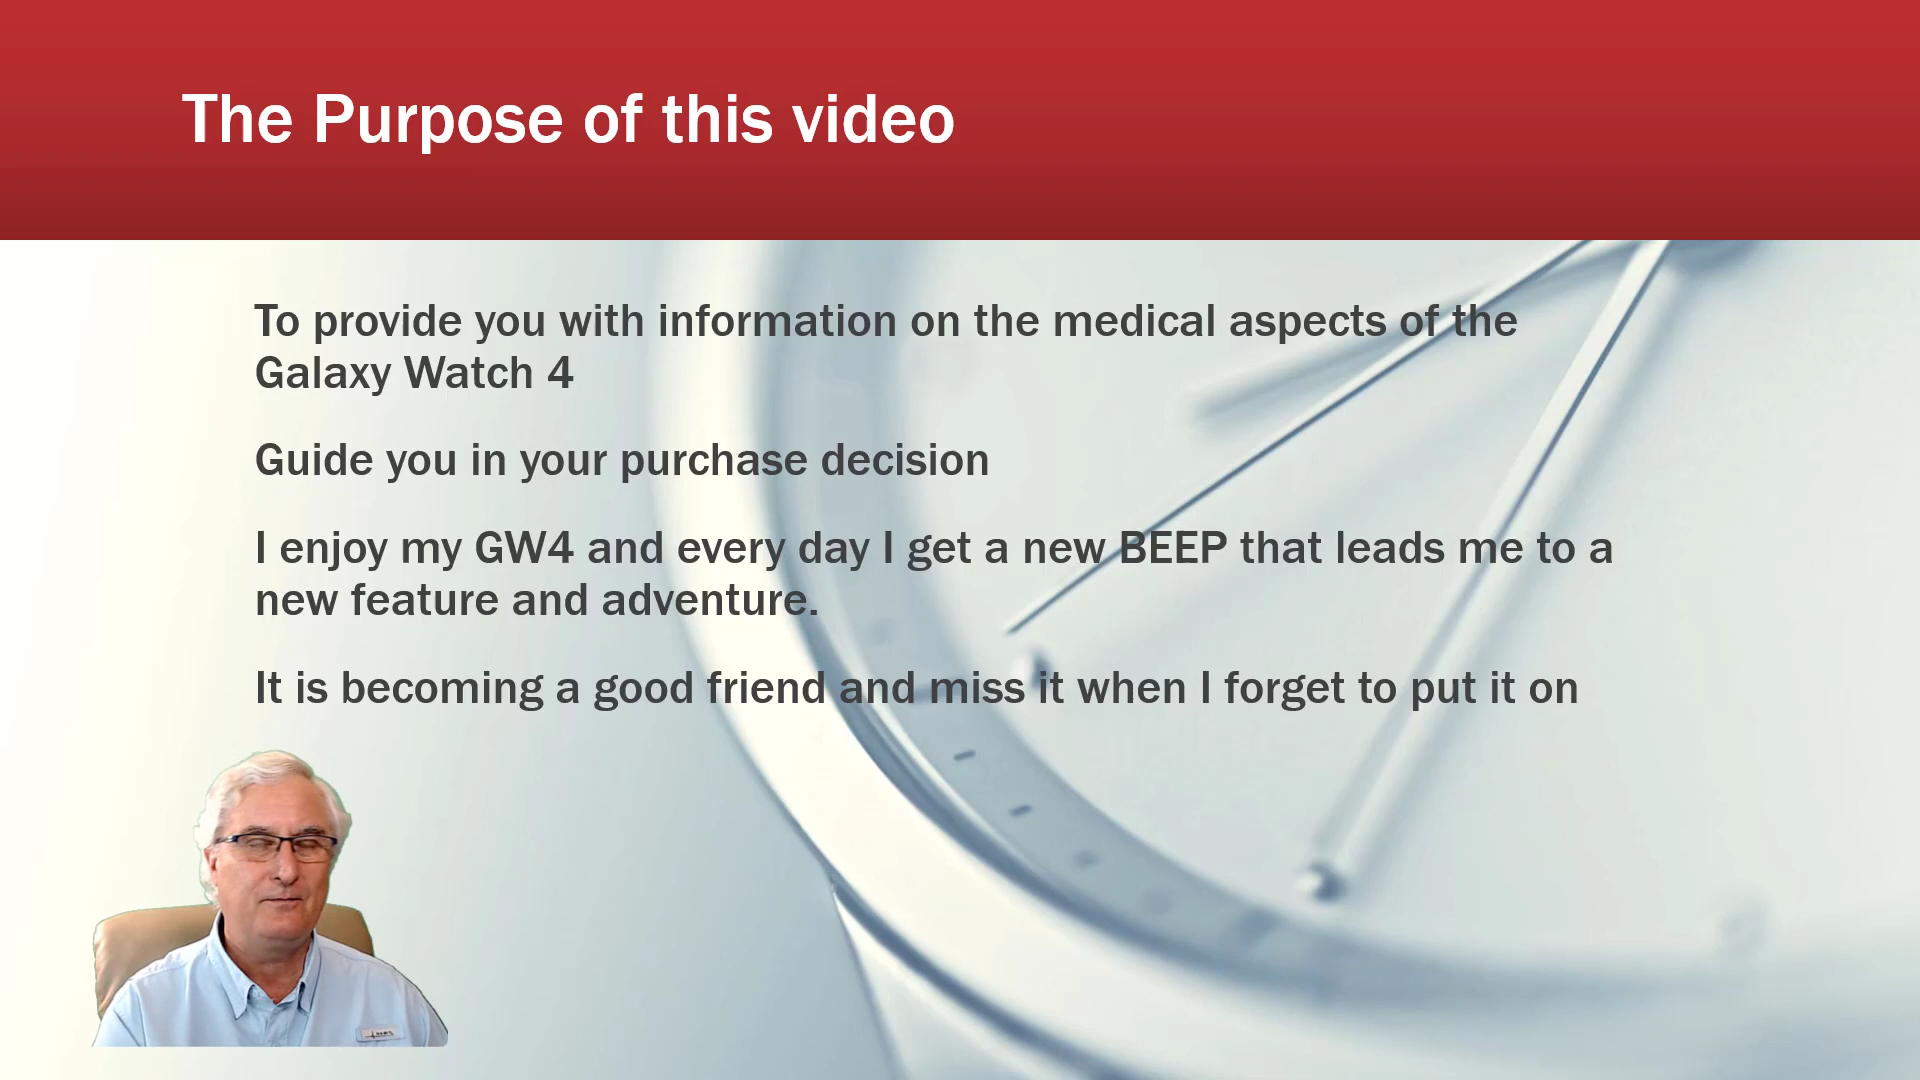 The Purpose of this video
To provide you with information on the medical aspects of the
Galaxy Watch 4
Guide you in your purchase decision
I enjoy my GW4 and every day I get a new BEEP that leads me to a
new feature and adventure.
It is becoming a good friend and miss it when I forget to put it on